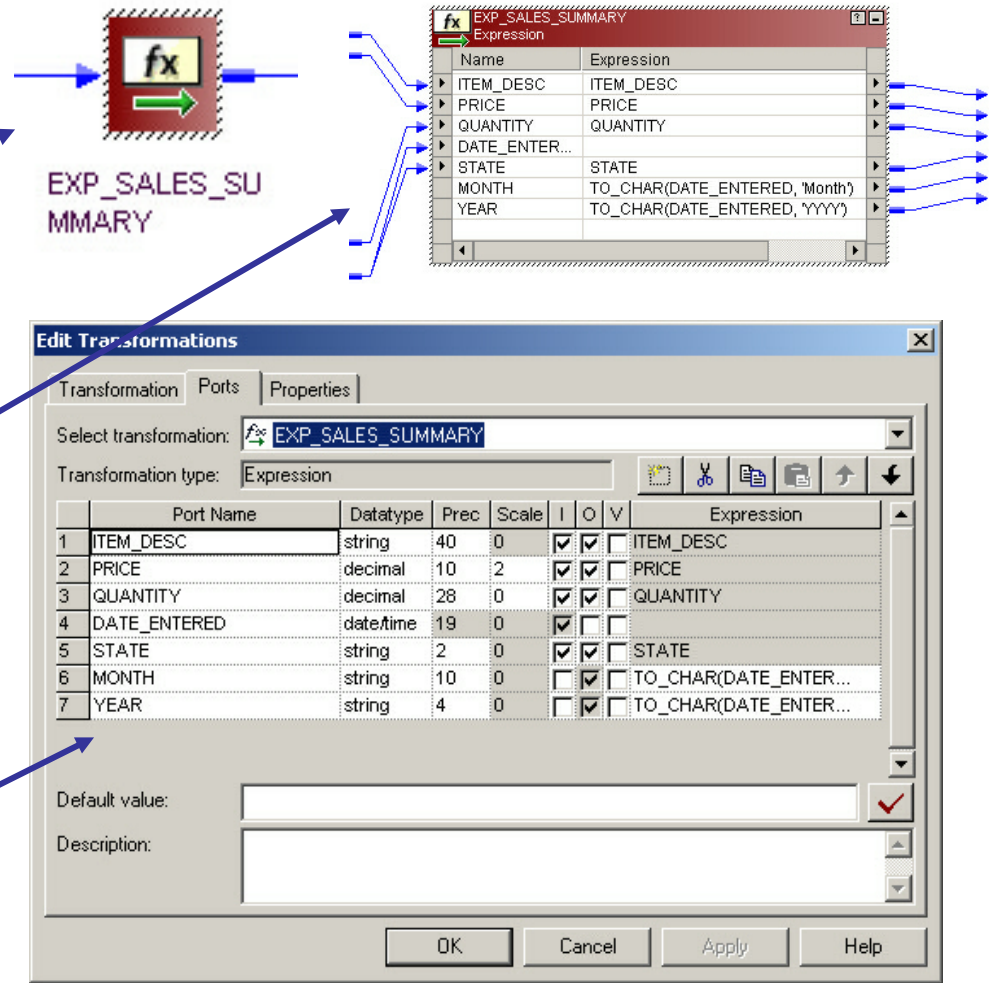 fx
EXP_SALES_SU
MMARY
fx EXP_SALES_SUMMARY ?
Expression
Name Expression
ITEM_DESC ITEM_DESC
PRICE PRICE
QUANTITY QUANTITY
DATE_ENTER...
STATE STATE
MONTH TO_CHAR(DATE_ENTERED, 'Month')
YEAR TO_CHAR(DATE_ENTERED, 'YYYY')
Edit Transformations
Transformation Ports Properties
Select transformation: fx EXP_SALES_SUMMARY
Transformation type: Expression
Port Name Datatype Prec Scale I O V Expression
1 ITEM_DESC string 40 0 ITEM_DESC
2 PRICE decimal 10 2 PRICE
3 QUANTITY decimal 28 0 QUANTITY
4 DATE_ENTERED date/time 19 0
5 STATE string 2 0 STATE
6 MONTH string 10 0 TO_CHAR(DATE_ENTER...
7 YEAR string 4 0 TO_CHAR(DATE_ENTER...
Default value:
Description:
OK Cancel Apply Help